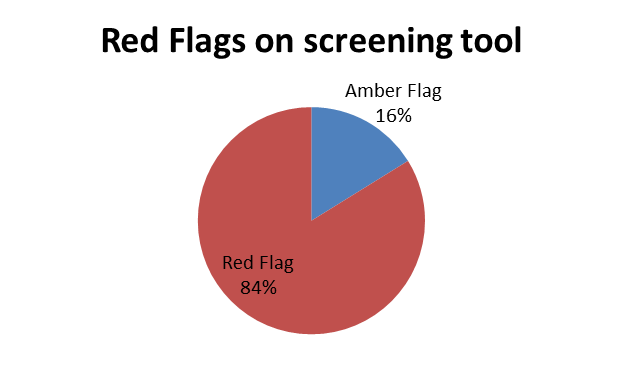 Red Flags on screening tool
Amber Flag
16%
Red Flag
84%